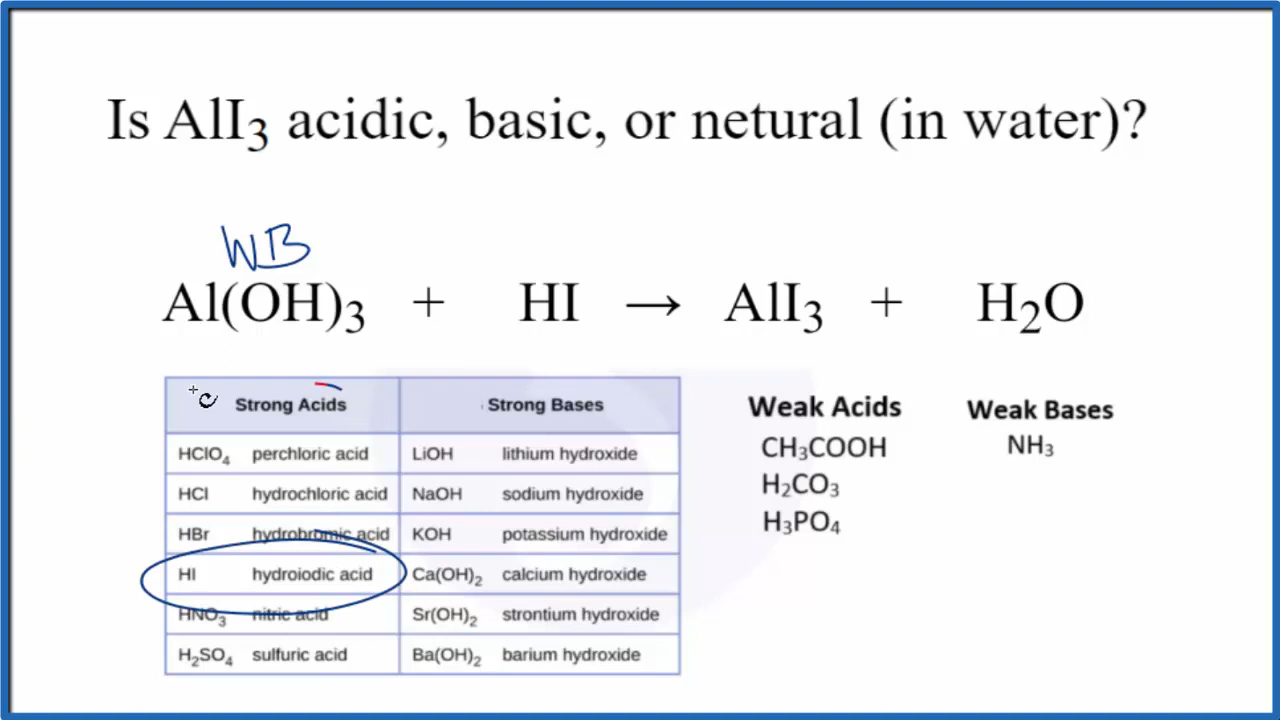 Is AlI₃ acidic, basic, or netural (in water)?
WB
Al(OH)₃ + HI → AlI₃ + H₂O
Strong Acids Strong Bases
HClO₄ perchloric acid LiOH lithium hydroxide
HCl hydrochloric acid NaOH sodium hydroxide
HBr hydrobromic acid KOH potassium hydroxide
HI hydroiodic acid Ca(OH)₂ calcium hydroxide
HNO₃ nitric acid Sr(OH)₂ strontium hydroxide
H₂SO₄ sulfuric acid Ba(OH)₂ barium hydroxide
Weak Acids
CH₃COOH
H₂CO₃
H₃PO₄
Weak Bases
NH₃